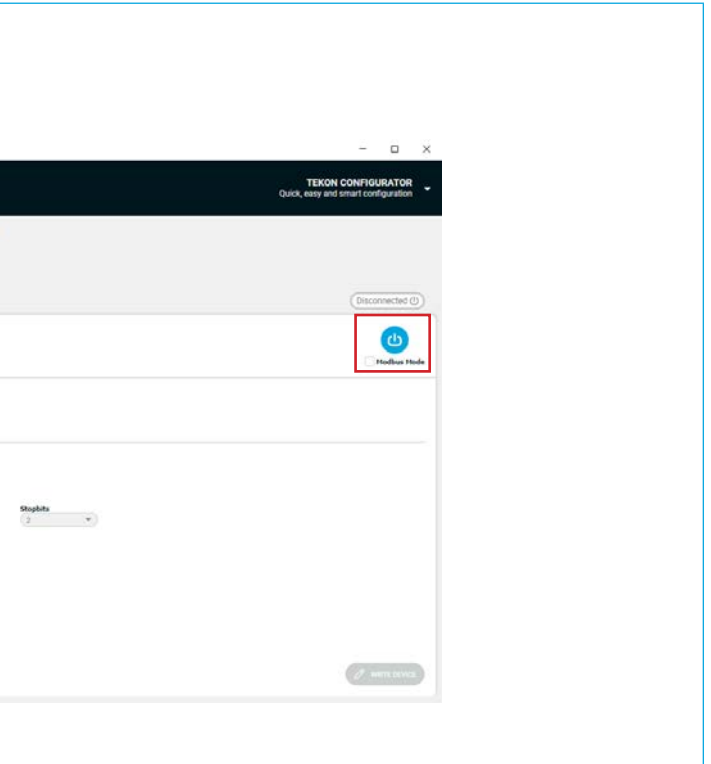 TEKON CONFIGURATOR
Quick, easy and smart configuration
Disconnected
Modbus Mode
Stopbits
2
WRITE DEVICE